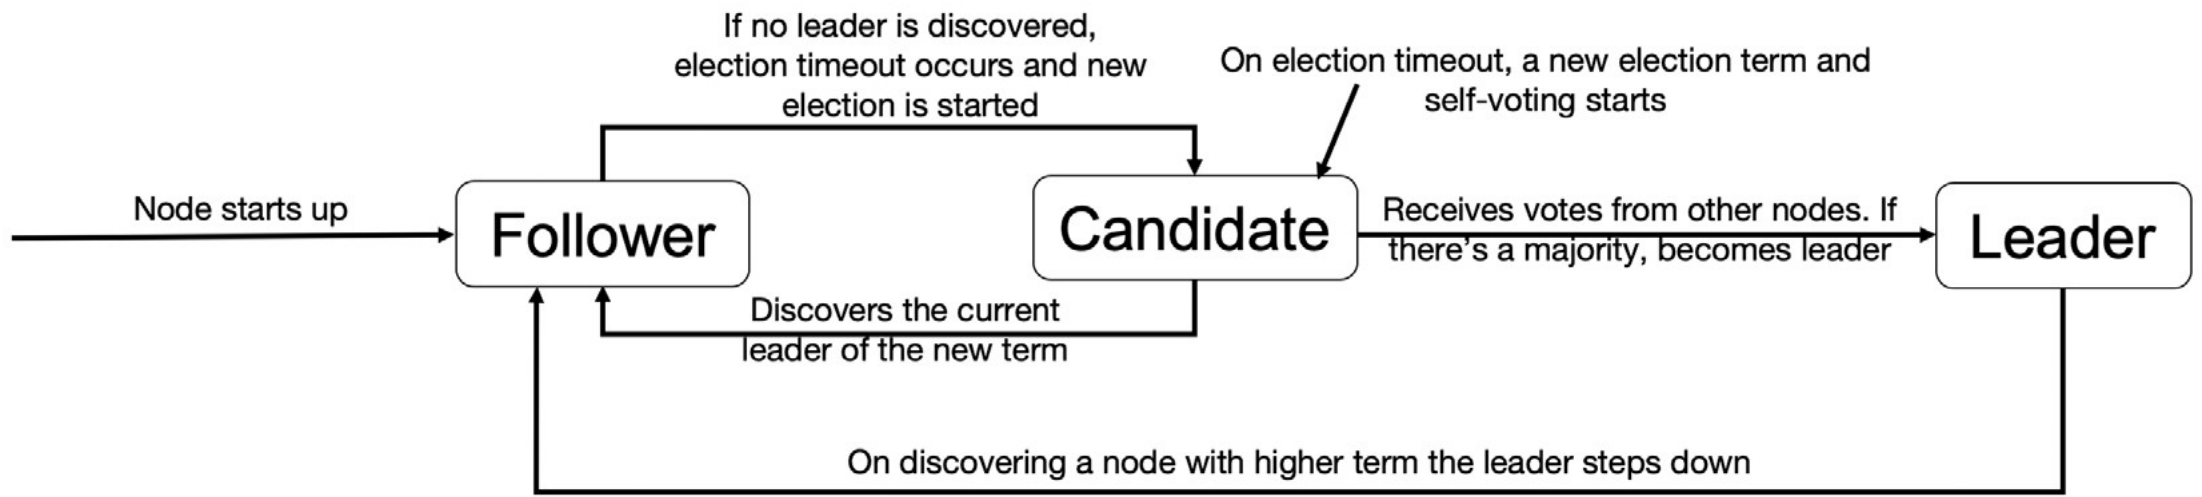 If no leader is discovered,
election timeout occurs and new
election is started
On election timeout, a new election term and
self-voting starts
Node starts up
Follower
Candidate
Receives votes from other nodes. If
there's a majority, becomes leader
Leader
Discovers the current
leader of the new term
On discovering a node with higher term the leader steps down